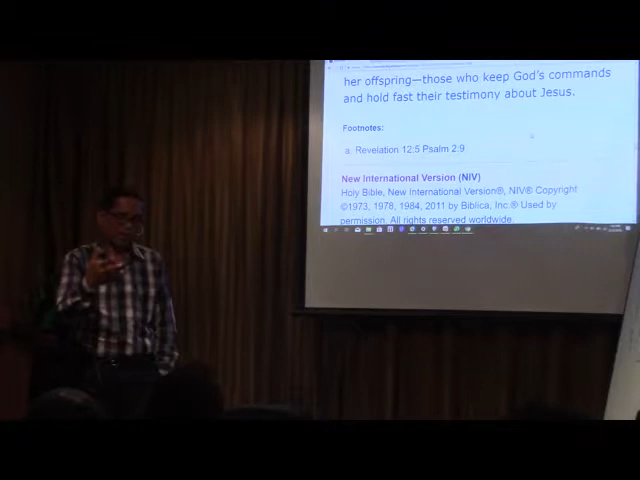 her offspring—those who keep God's commands
and hold fast their testimony about Jesus.
Footnotes:
a. Revelation 12:5 Psalm 2:9
New International Version (NIV)
Holy Bible, New International Version®, NIV® Copyright
©1973, 1978, 1984, 2011 by Biblica, Inc.® Used by
permission. All rights reserved worldwide.